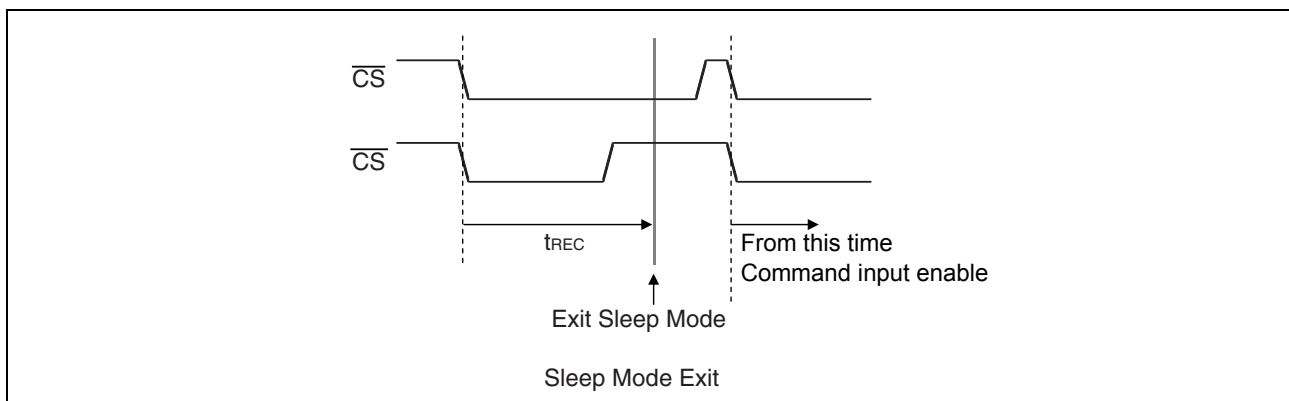 CS
CS
tREC
From this time
Command input enable
Exit Sleep Mode
Sleep Mode Exit